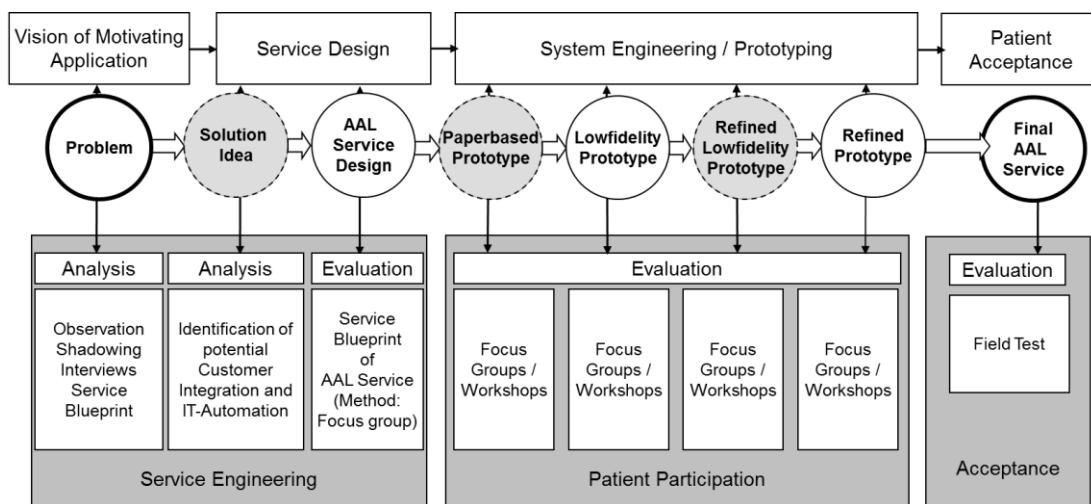 Vision of Motivating
Application
Service Design
System Engineering / Prototyping
Patient
Acceptance
Problem
Solution
Idea
AAL
Service
Design
Paperbased
Prototype
Lowfidelity
Prototype
Refined
Lowfidelity
Prototype
Refined
Prototype
Final
AAL
Service
Analysis
Analysis
Evaluation
Evaluation
Evaluation
Observation
Shadowing
Interviews
Service
Blueprint
Identification of
potential
Customer
Integration and
IT-Automation
Service
Blueprint
of
AAL Service
(Method:
Focus group)
Focus
Groups /
Workshops
Focus
Groups /
Workshops
Focus
Groups /
Workshops
Focus
Groups /
Workshops
Field Test
Service Engineering
Patient Participation
Acceptance